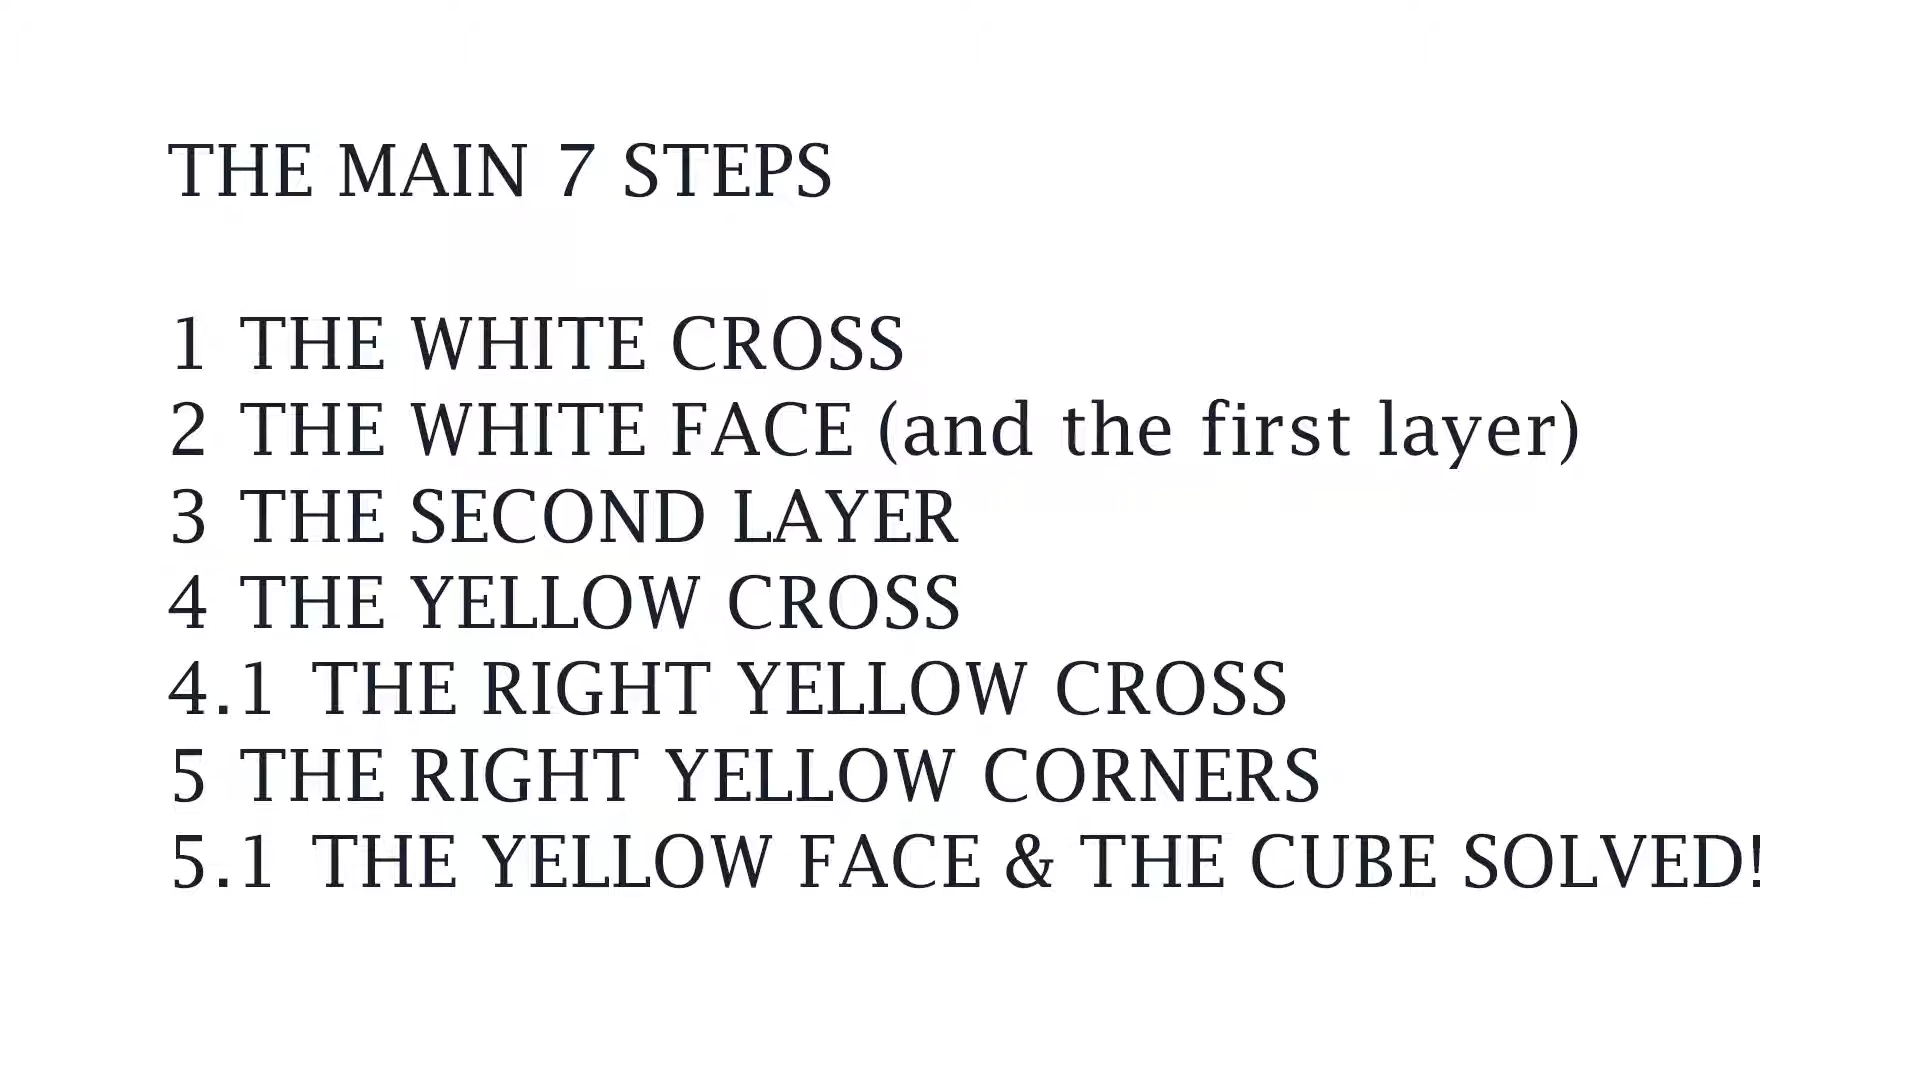 THE MAIN 7 STEPS
1 THE WHITE CROSS
2 THE WHITE FACE (and the first layer)
3 THE SECOND LAYER
4 THE YELLOW CROSS
4.1 THE RIGHT YELLOW CROSS
5 THE RIGHT YELLOW CORNERS
5.1 THE YELLOW FACE & THE CUBE SOLVED!